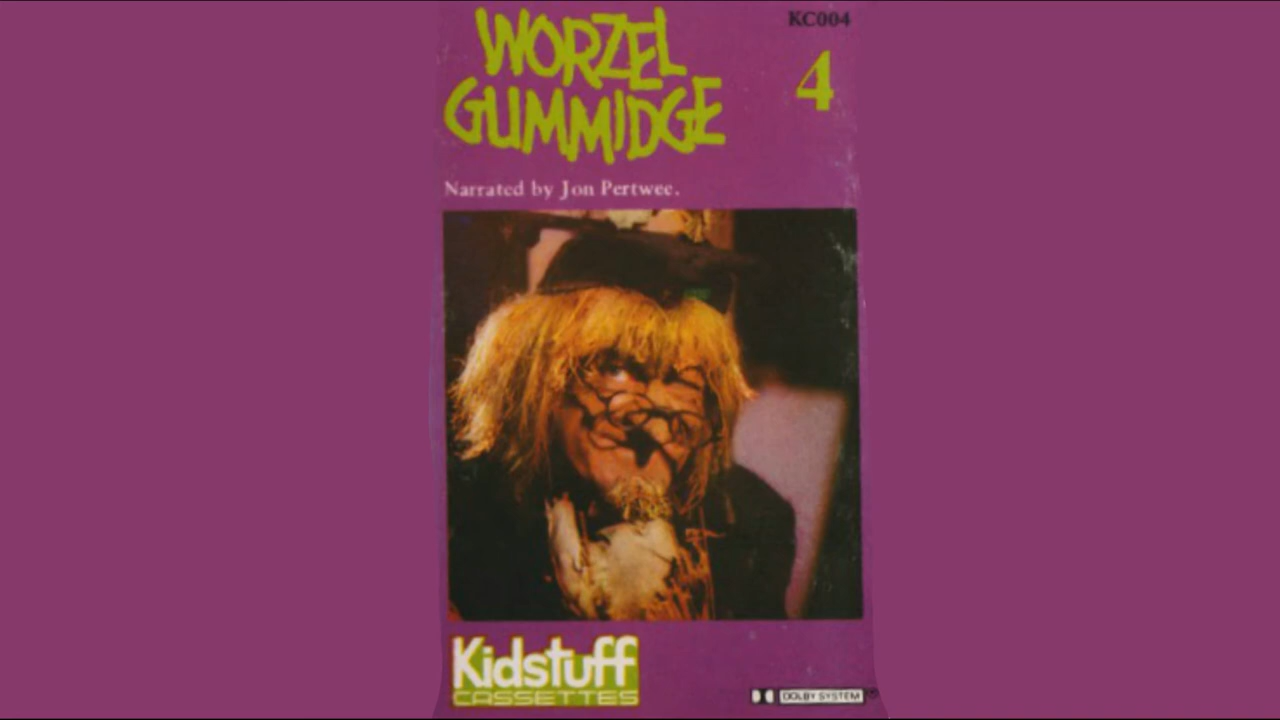 WORZEL
GUMMIDGE
KC004
4
Narrated by Jon Pertwee.
Kidstuff
CASSETTES
DOLBY SYSTEM ®